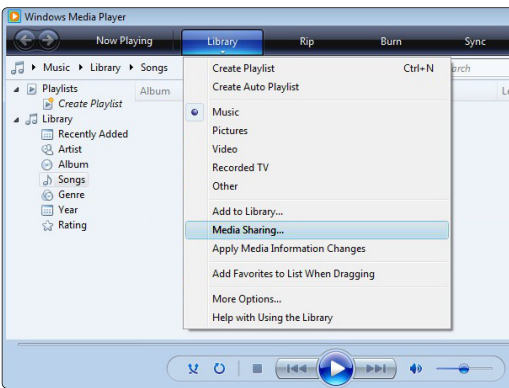 Windows Media Player
Now Playing Library Rip Burn Sync
Music Library Songs
Playlists
Create Playlist
Library
Recently Added
Artist
Album
Songs
Genre
Year
Rating
Album
Create Playlist Ctrl+N
Create Auto Playlist
Music
Pictures
Video
Recorded TV
Other
Add to Library...
Media Sharing...
Apply Media Information Changes
Add Favorites to List When Dragging
More Options...
Help with Using the Library
arch